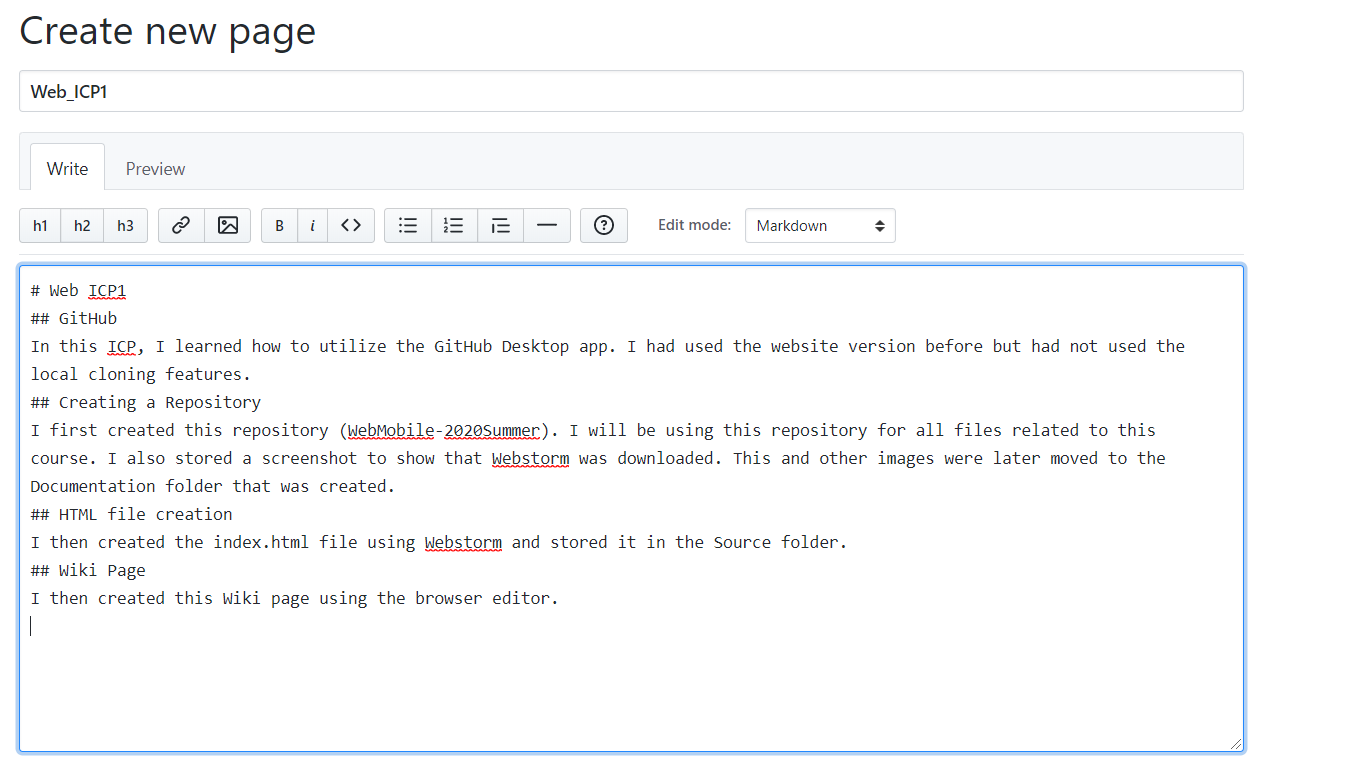 Create new page
Web_ICP1
Write Preview
h1 h2 h3 B i <> Edit mode: Markdown
# Web ICP1
## GitHub
In this ICP, I learned how to utilize the GitHub Desktop app. I had used the website version before but had not used the
local cloning features.
## Creating a Repository
I first created this repository (WebMobile-2020Summer). I will be using this repository for all files related to this
course. I also stored a screenshot to show that Webstorm was downloaded. This and other images were later moved to the
Documentation folder that was created.
## HTML file creation
I then created the index.html file using Webstorm and stored it in the Source folder.
## Wiki Page
I then created this Wiki page using the browser editor.